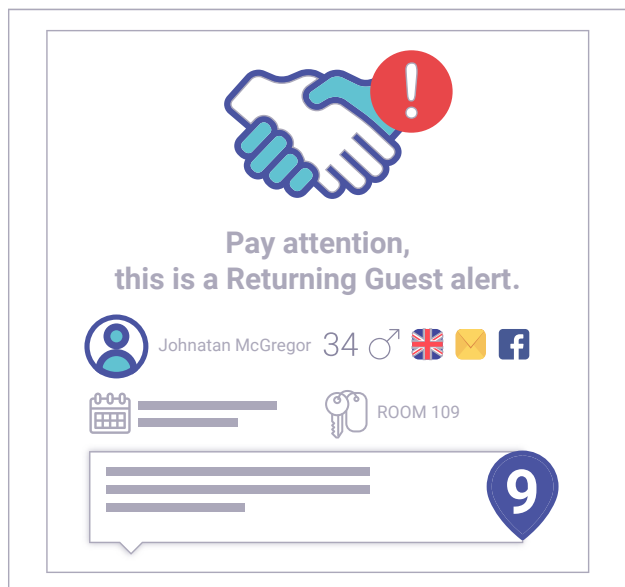 !
Pay attention,
this is a Returning Guest alert.
Johnatan McGregor 34 f
ROOM 109
9